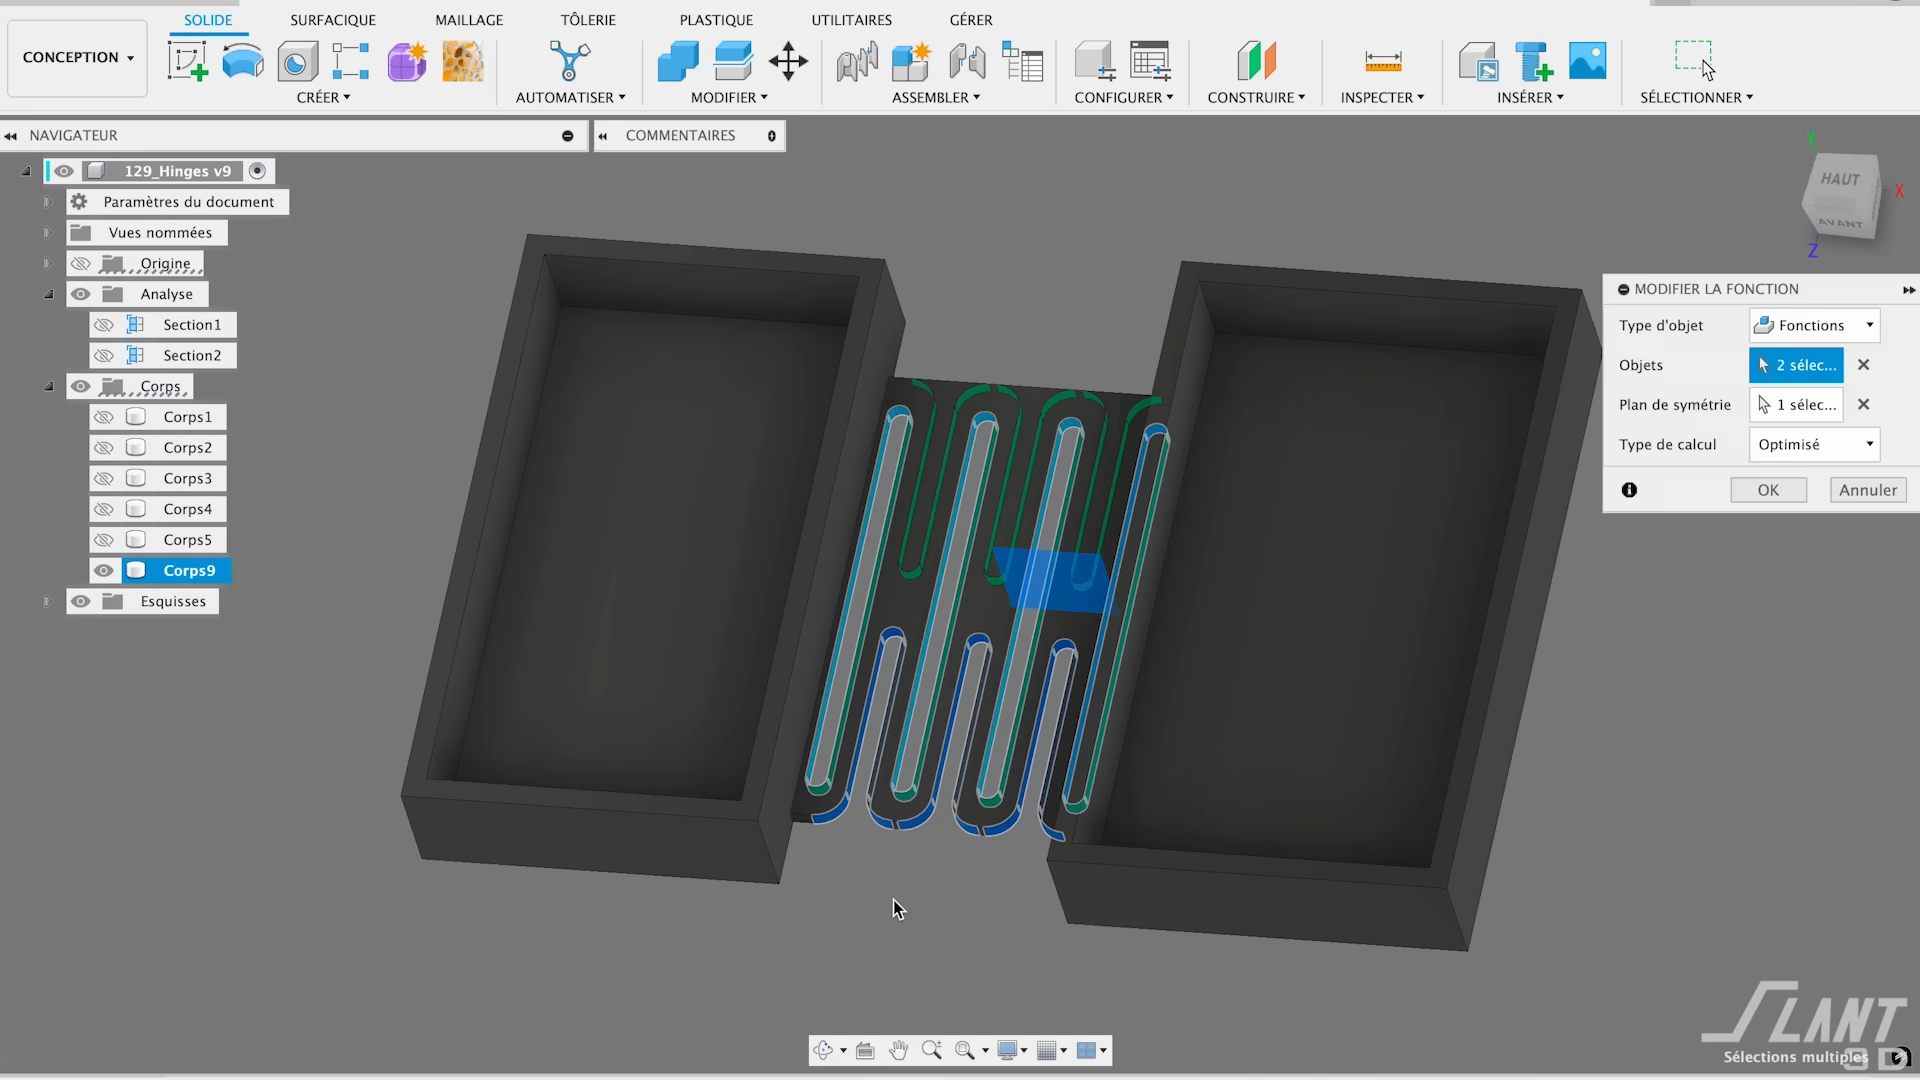 SOLIDE SURFACIQUE MAILLAGE TÔLERIE PLASTIQUE UTILITAIRES GÉRER
CONCEPTION
CRÉER AUTOMATISER MODIFIER ASSEMBLER CONFIGURER CONSTRUIRE INSPECTER INSÉRER SÉLECTIONNER
NAVIGATEUR COMMENTAIRES
129_Hinges v9
Paramètres du document
Vues nommées
Origine
Analyse
Section1
Section2
Corps
Corps1
Corps2
Corps3
Corps4
Corps5
Corps9
Esquisses
Y
HAUT
X
AVANT
Z
MODIFIER LA FONCTION
Type d'objet Fonctions
Objets 2 sélec...
Plan de symétrie 1 sélec...
Type de calcul Optimisé
OK Annuler
SLANT
3D
Sélections multiples